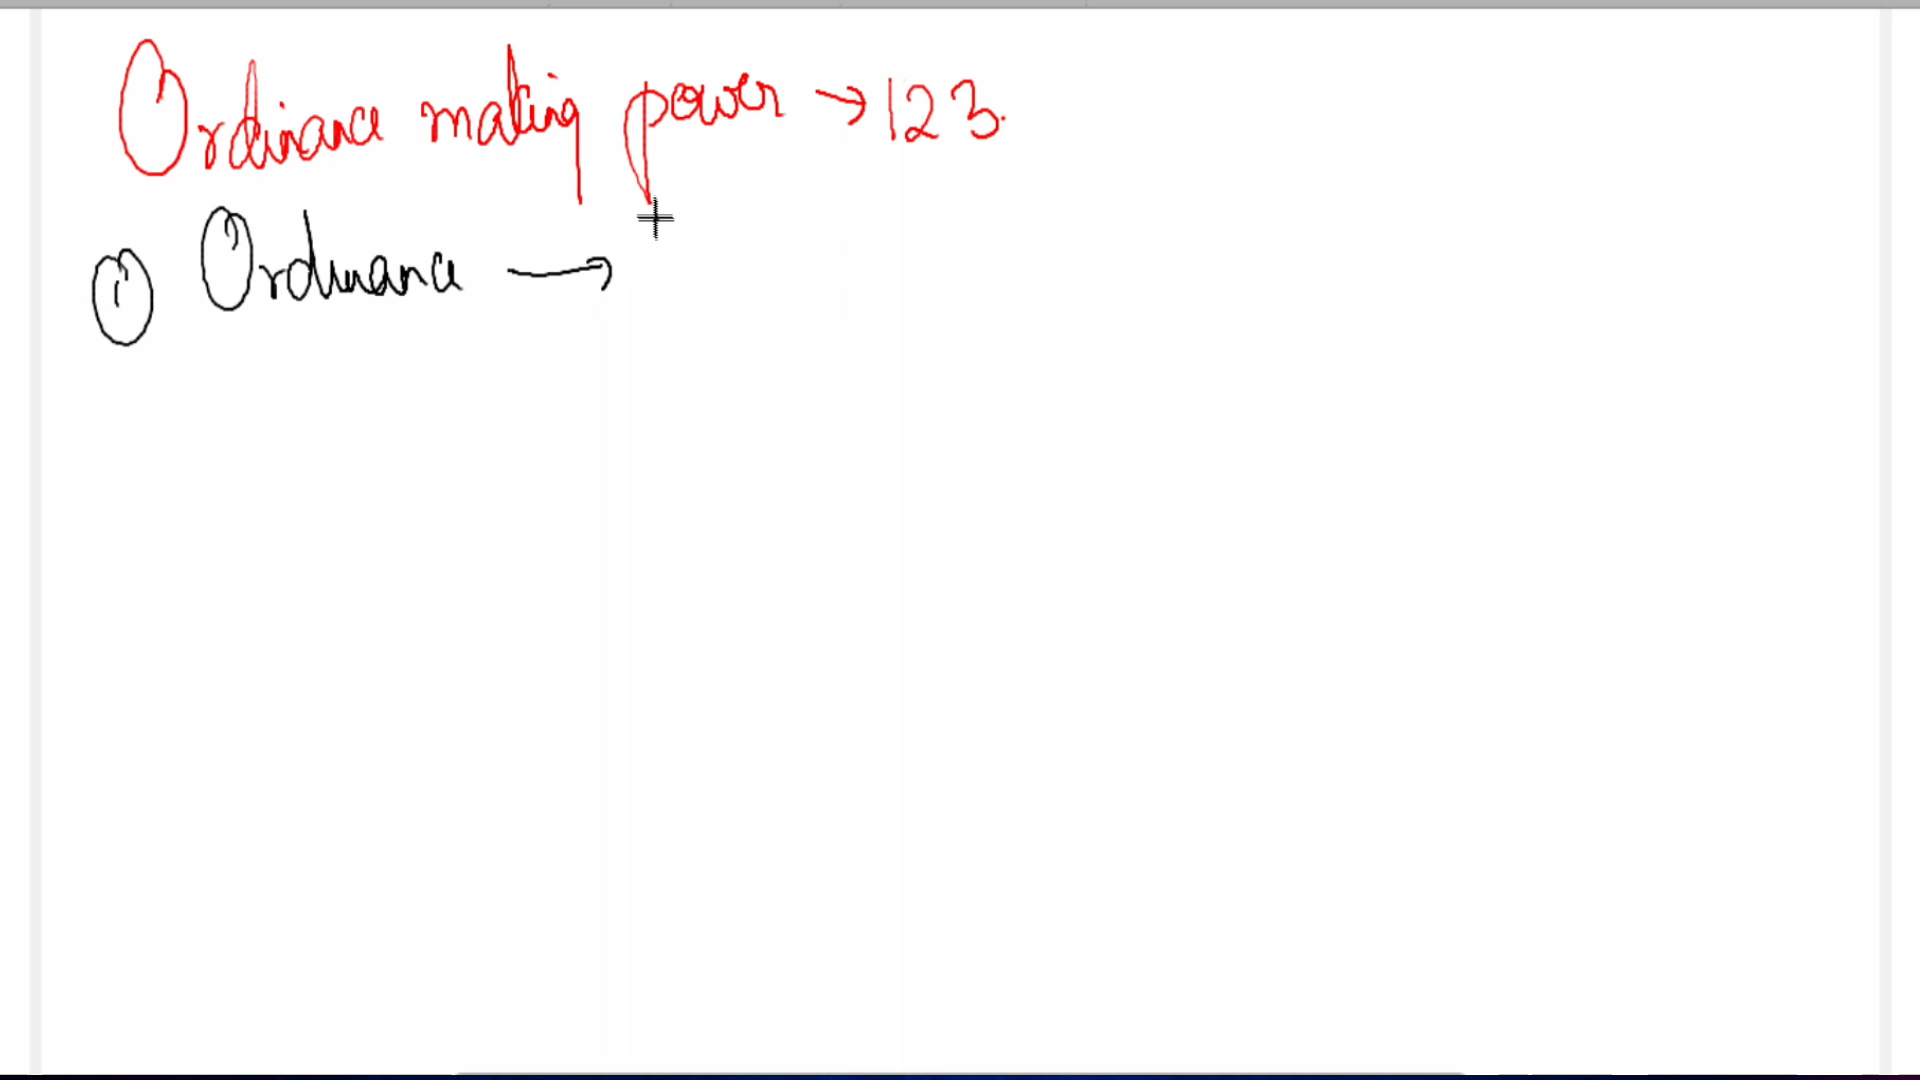 Ordinance making power → 123.
① Ordinance →